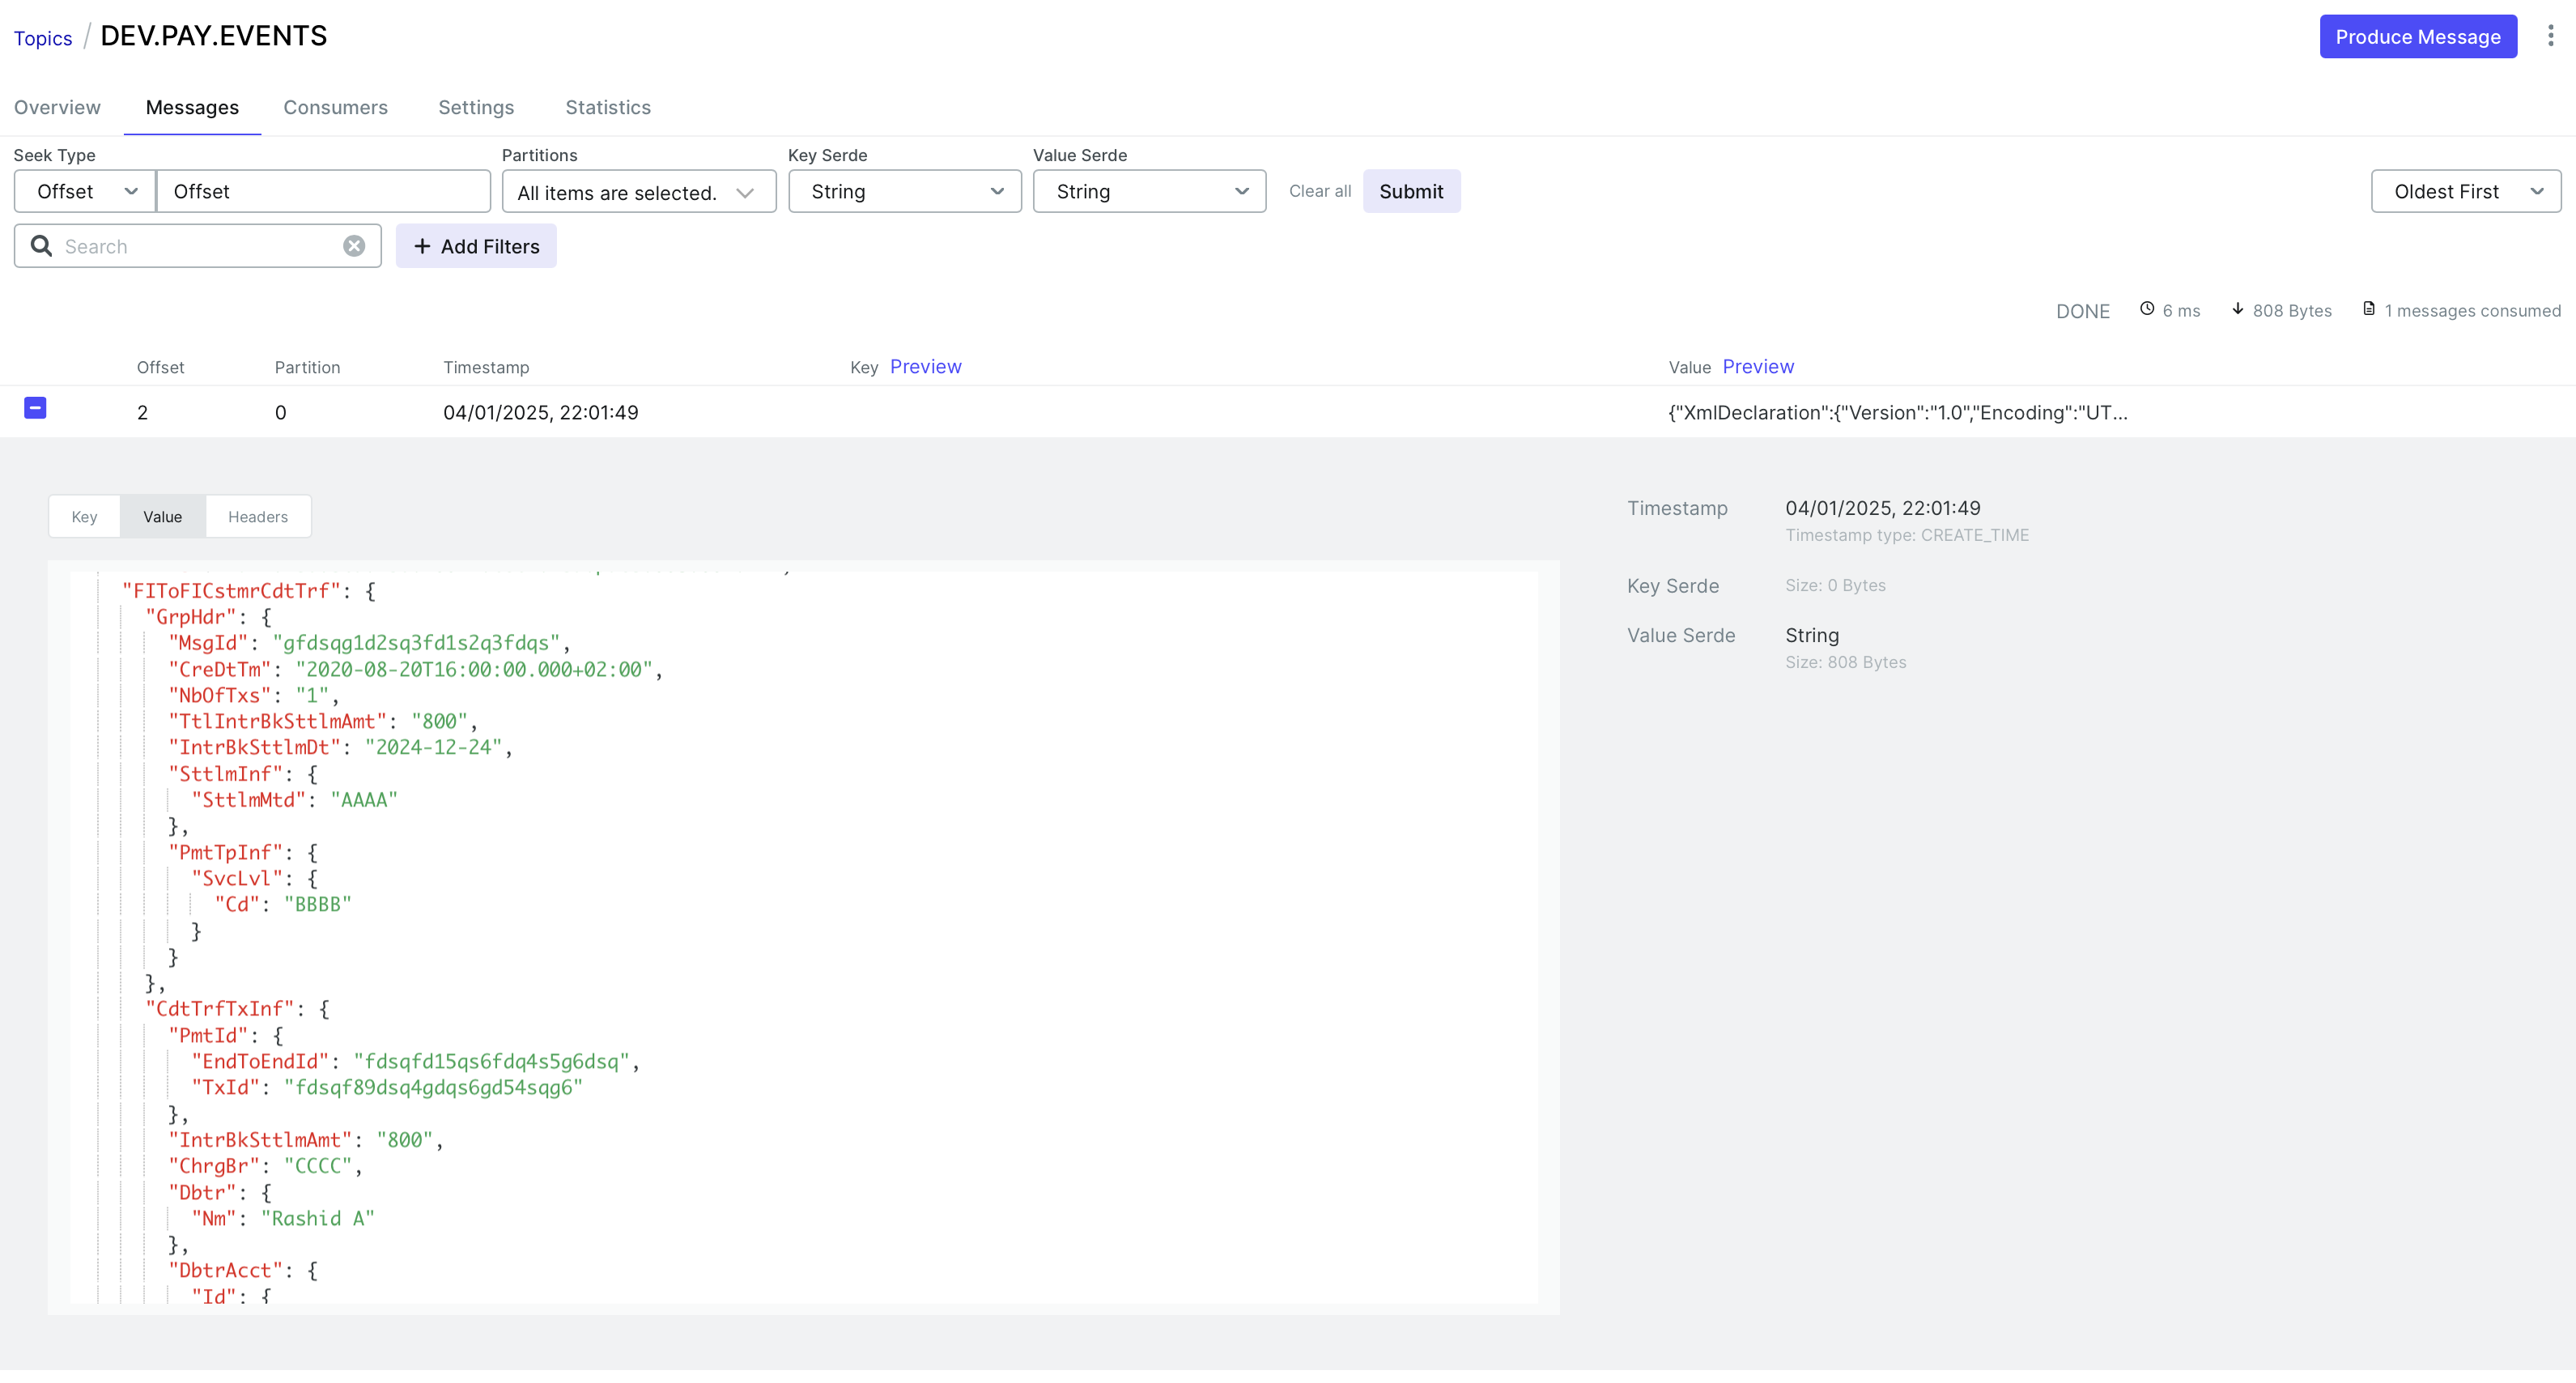 Topics / DEV.PAY.EVENTS
Produce Message
Overview Messages Consumers Settings Statistics
Seek Type Partitions Key Serde Value Serde
Offset Offset All items are selected. String String Clear all Submit Oldest First
Search + Add Filters
DONE 6 ms 808 Bytes 1 messages consumed
Offset Partition Timestamp Key Preview Value Preview
2 0 04/01/2025, 22:01:49 {"XmlDeclaration":{"Version":"1.0","Encoding":"UT...
Key Value Headers
"FIToFICstmrCdtTrf": {
"GrpHdr": {
"MsgId": "gfdsqg1d2sq3fd1s2q3fdqs",
"CreDtTm": "2020-08-20T16:00:00.000+02:00",
"NbOfTxs": "1",
"TtlIntrBkSttlmAmt": "800",
"IntrBkSttlmDt": "2024-12-24",
"SttlmInf": {
"SttlmMtd": "AAAA"
},
"PmtTpInf": {
"SvcLvl": {
"Cd": "BBBB"
}
}
},
"CdtTrfTxInf": {
"PmtId": {
"EndToEndId": "fdsqfd15qs6fdq4s5g6dsq",
"TxId": "fdsqf89dsq4gdqs6gd54sqg6"
},
"IntrBkSttlmAmt": "800",
"ChrgBr": "CCCC",
"Dbtr": {
"Nm": "Rashid A"
},
"DbtrAcct": {
"Id": {
Timestamp 04/01/2025, 22:01:49
Timestamp type: CREATE_TIME
Key Serde Size: 0 Bytes
Value Serde String
Size: 808 Bytes